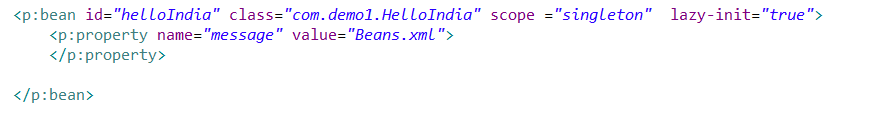 <p:bean id="helloIndia" class="com.demo1.HelloIndia" scope ="singleton"  lazy-init="true">
    <p:property name="message" value="Beans.xml">
    </p:property>

</p:bean>